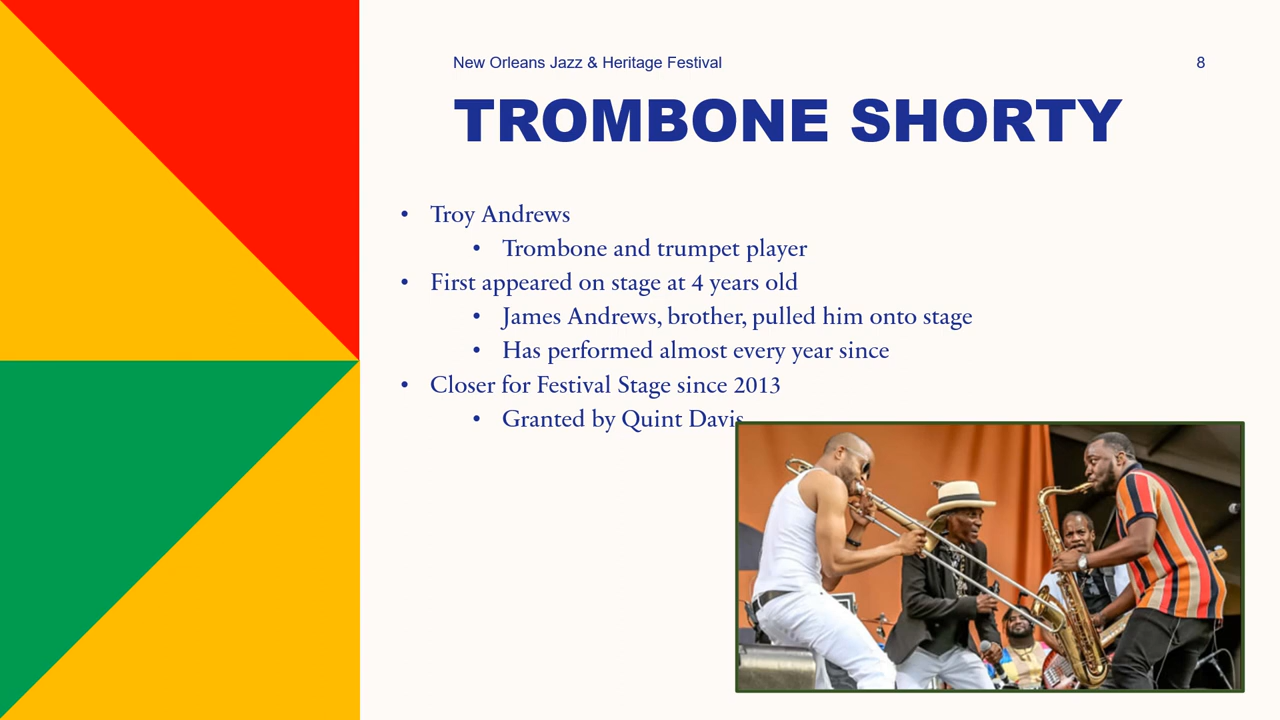 New Orleans Jazz & Heritage Festival
8
TROMBONE SHORTY
• Troy Andrews
• Trombone and trumpet player
• First appeared on stage at 4 years old
• James Andrews, brother, pulled him onto stage
• Has performed almost every year since
• Closer for Festival Stage since 2013
• Granted by Quint Davis